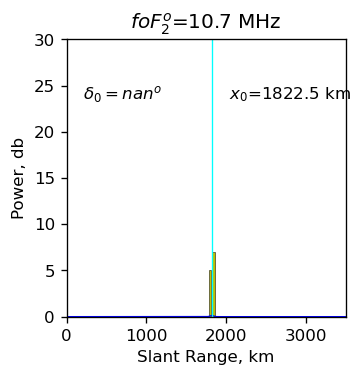 foF₂ᵒ=10.7 MHz
30
25
δ₀ = nanᵒ x₀=1822.5 km
20
15
10
5
0
Power, db
0 1000 2000 3000
Slant Range, km